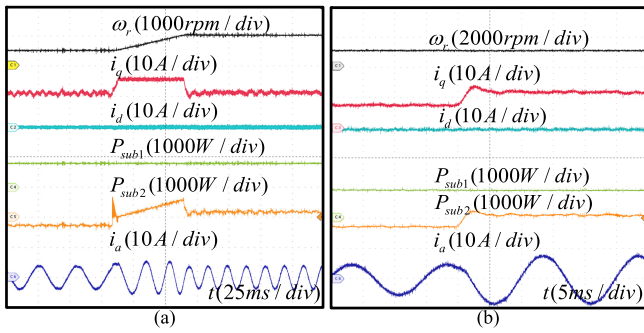 ω_r (1000rpm / div)
i_q (10A / div)
i_d (10A / div)
P_sub1 (1000W / div)
P_sub2 (1000W / div)
i_a (10A / div)
t(25ms / div)
(a)
ω_r (2000rpm / div)
i_q (10A / div)
i_d (10A / div)
P_sub1 (1000W / div)
P_sub2 (1000W / div)
i_a (10A / div)
t(5ms / div)
(b)